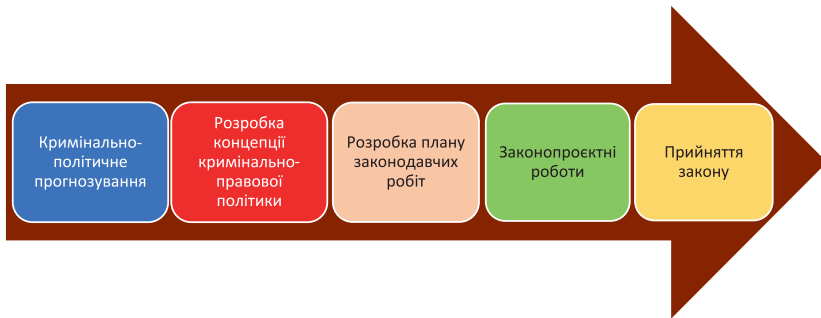 Кримінально-
політичне
прогнозування
Розробка
концепції
кримінально-
правової
політики
Розробка плану
законодавчих
робіт
Законопроєктні
роботи
Прийняття
закону